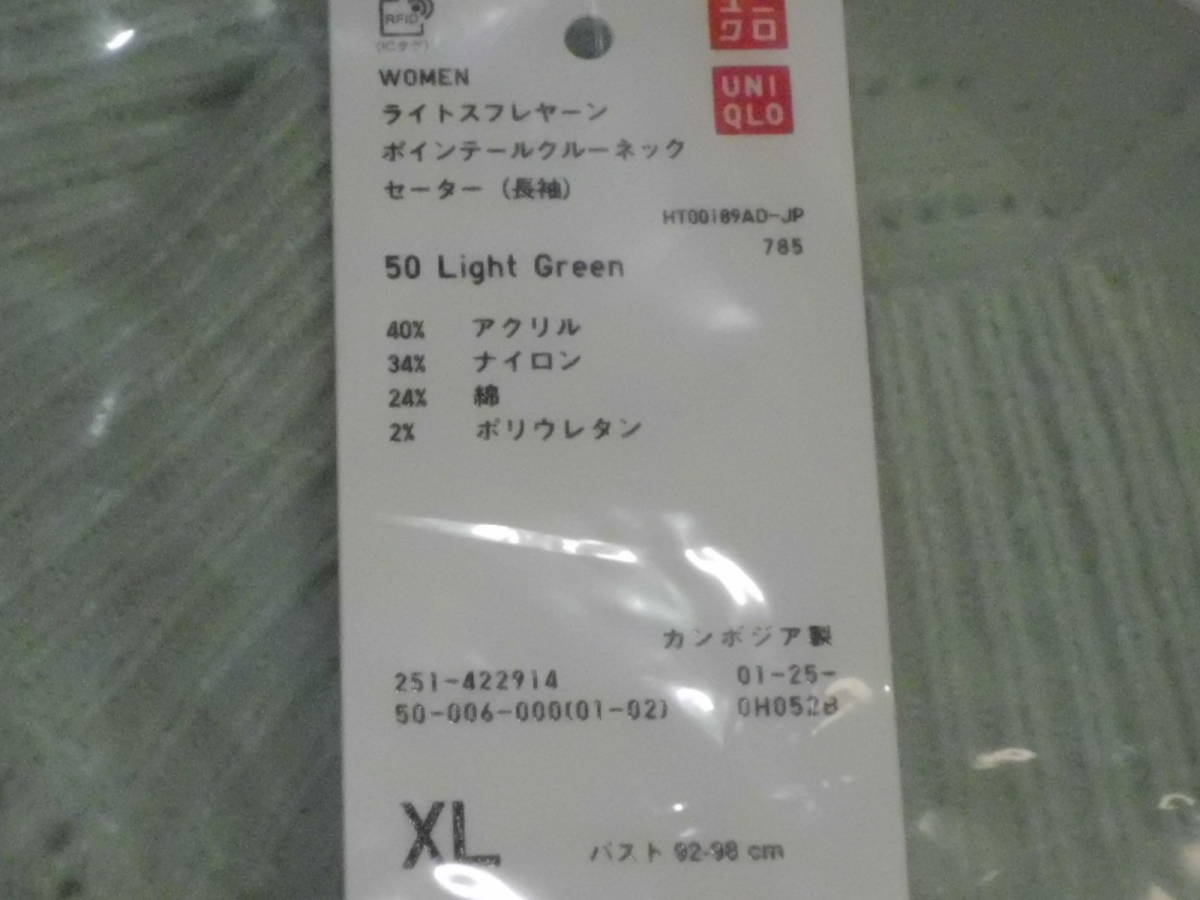 RFID
(ICタグ)
ユニ
クロ
WOMEN
UNI
QLO
ライトスフレヤーン
ポインテールクルーネック
セーター（長袖）
HT00189AD-JP
785
50 Light Green
40% アクリル
34% ナイロン
24% 綿
2% ポリウレタン
カンボジア製
251-422914 01-25-
50-006-000(01-02) 0H052B
XL バスト 92-98 cm